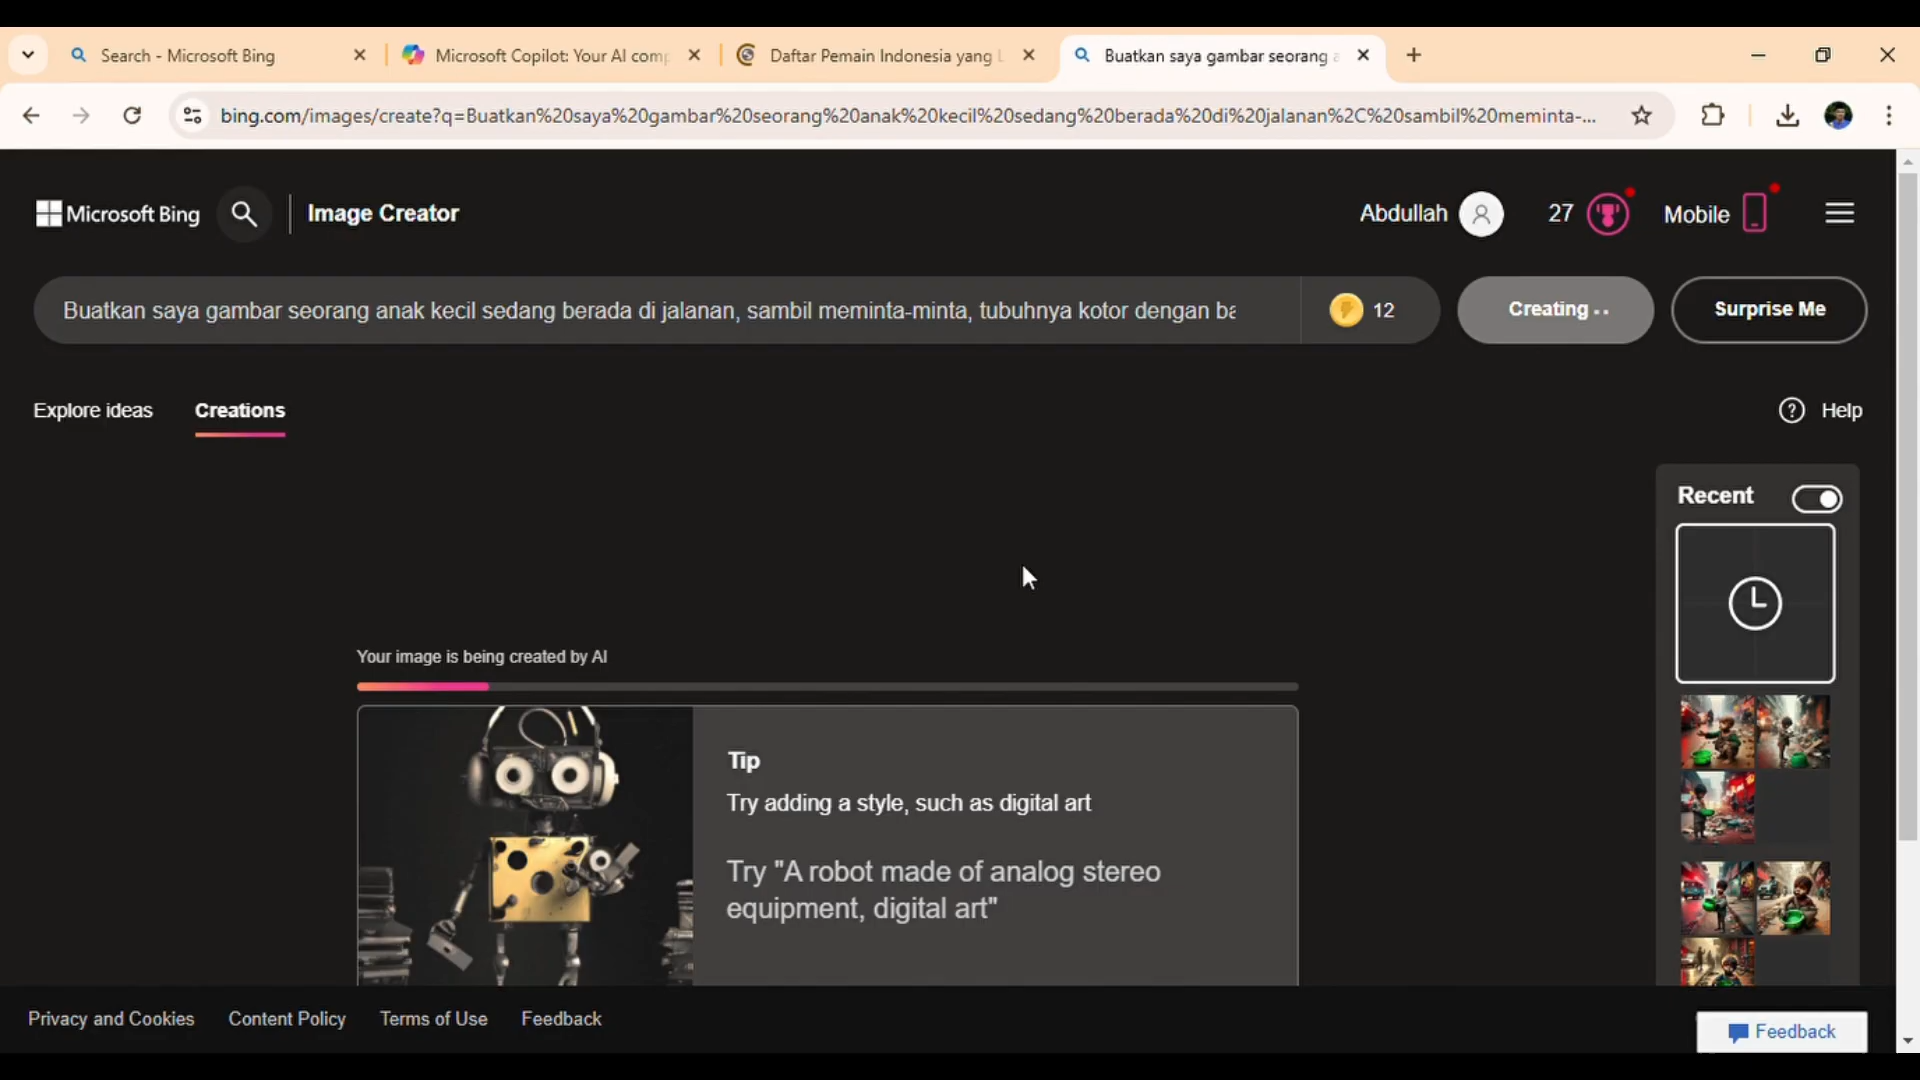 Search - Microsoft Bing
Microsoft Copilot: Your AI comp
Daftar Pemain Indonesia yang L
Buatkan saya gambar seorang a
bing.com/images/create?q=Buatkan%20saya%20gambar%20seorang%20anak%20kecil%20sedang%20berada%20di%20jalanan%2C%20sambil%20meminta-...
Microsoft Bing
Image Creator
Abdullah
27
Mobile
Buatkan saya gambar seorang anak kecil sedang berada di jalanan, sambil meminta-minta, tubuhnya kotor dengan ba
12
Creating
Surprise Me
Explore ideas
Creations
Help
Recent
Your image is being created by AI
Tip
Try adding a style, such as digital art
Try "A robot made of analog stereo
equipment, digital art"
Privacy and Cookies
Content Policy
Terms of Use
Feedback
Feedback